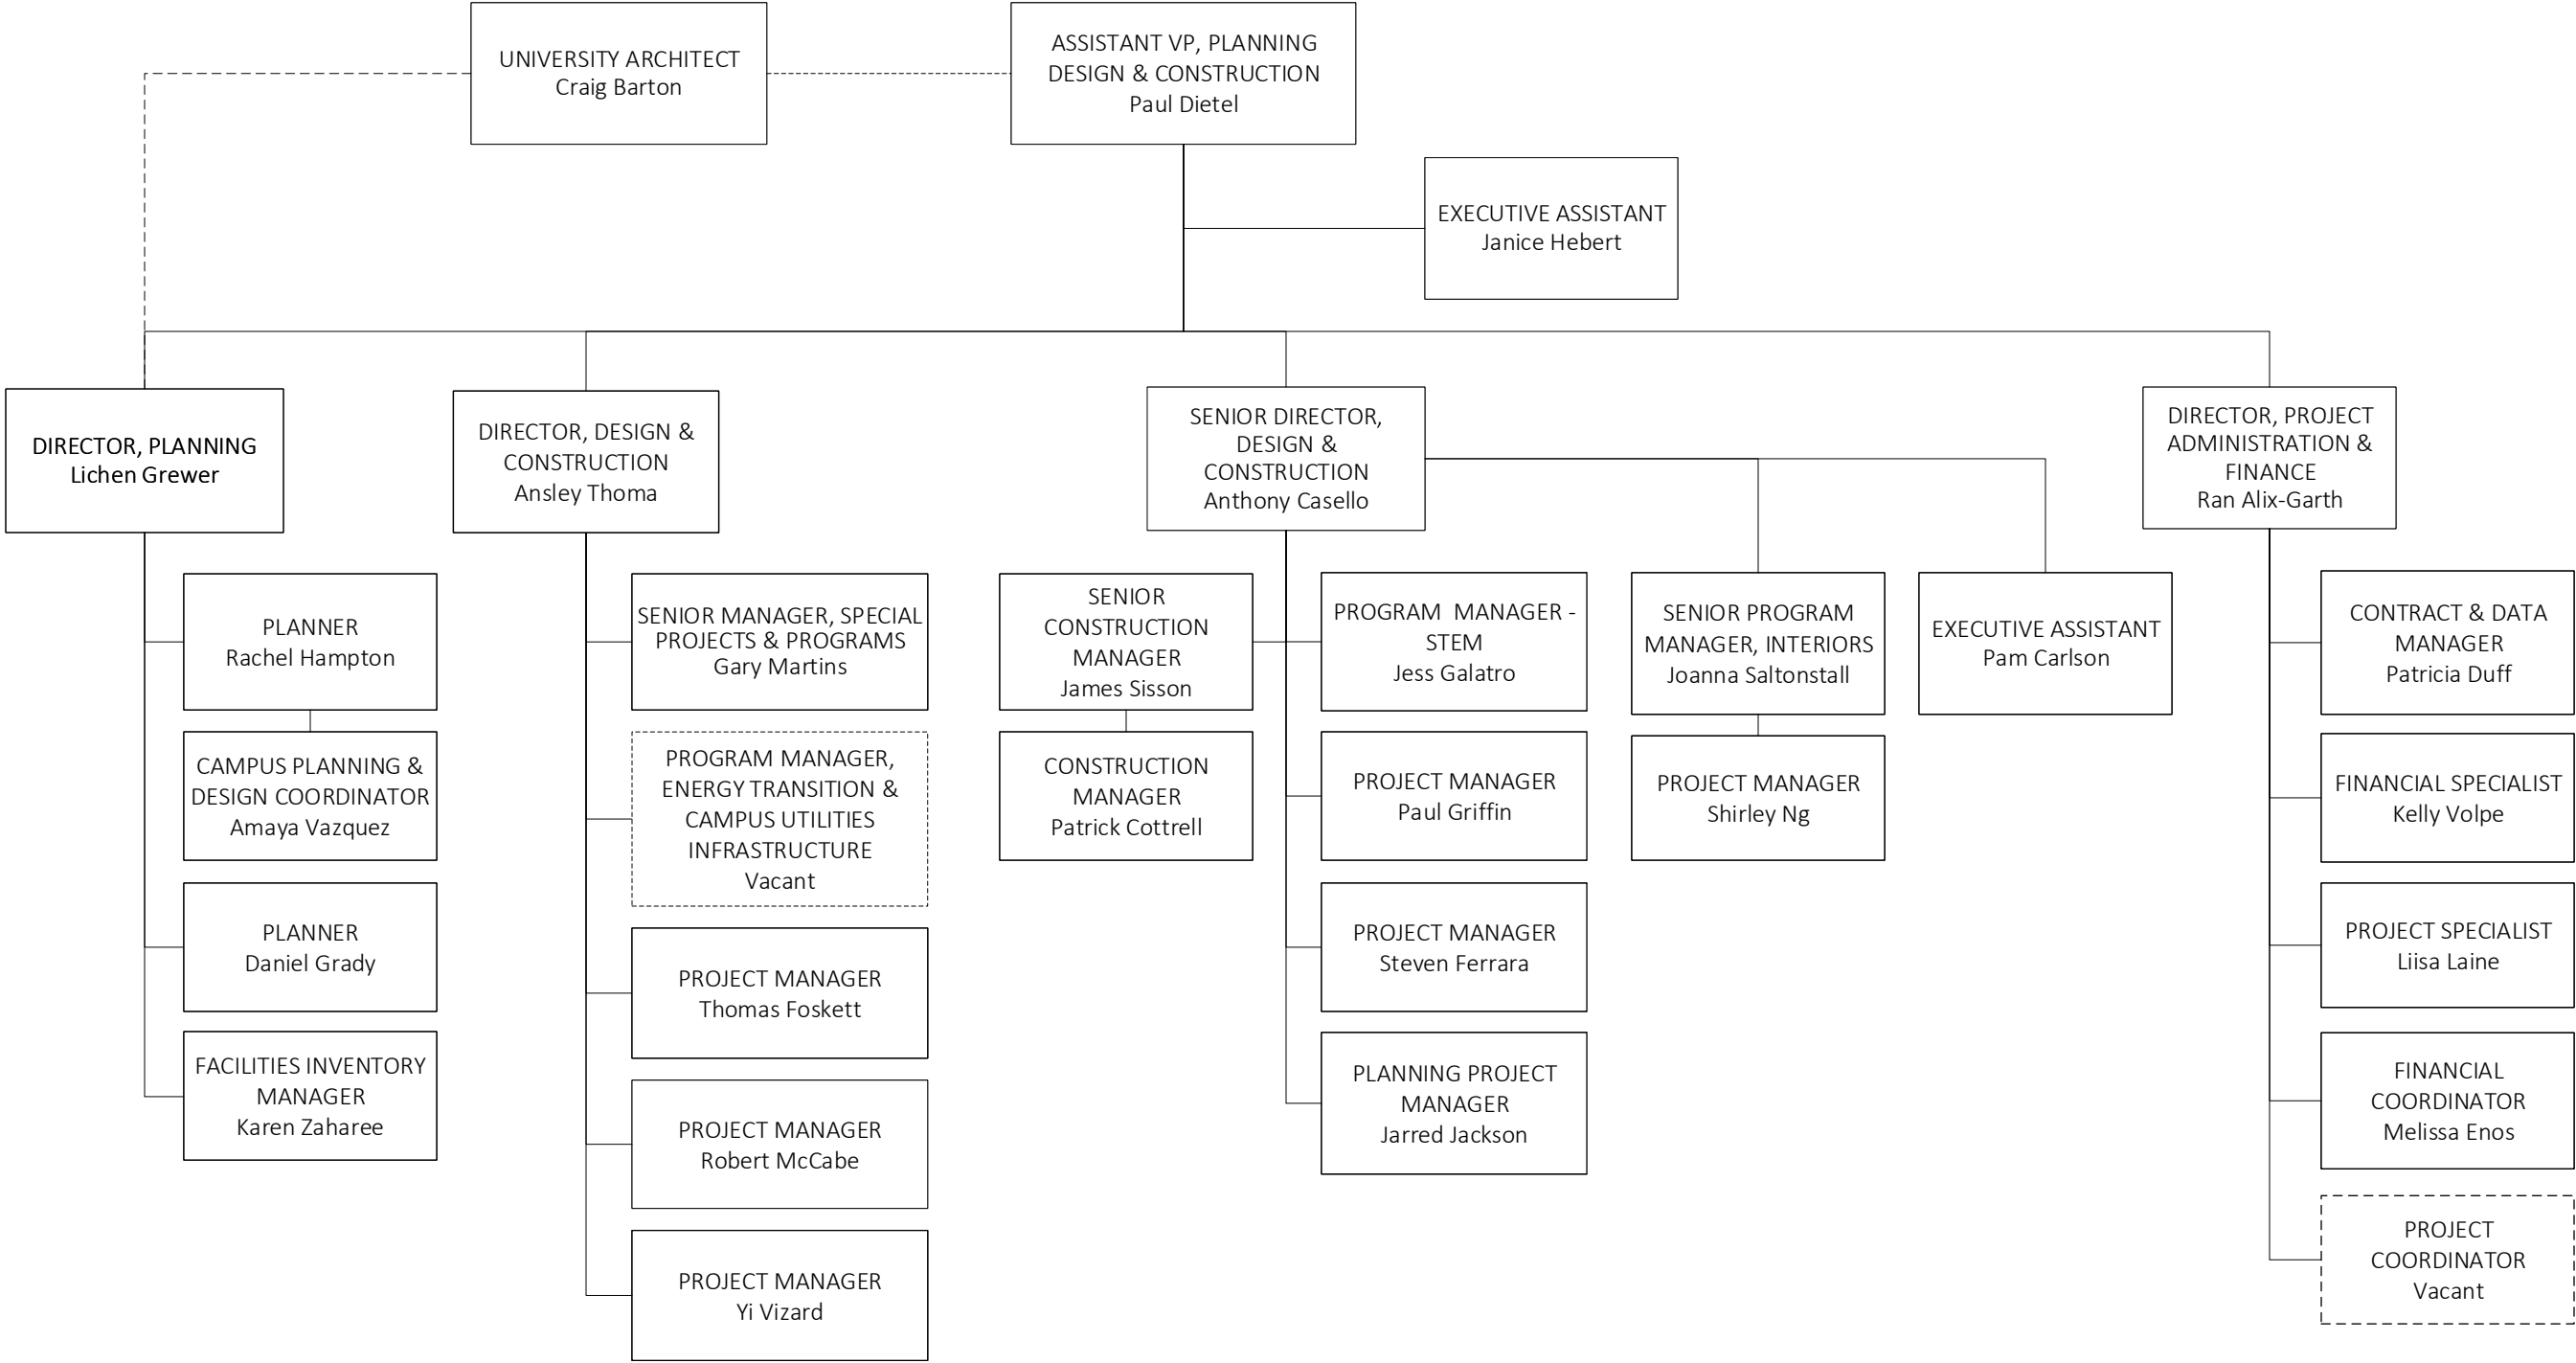 UNIVERSITY ARCHITECT
Craig Barton
ASSISTANT VP, PLANNING
DESIGN & CONSTRUCTION
Paul Dietel
EXECUTIVE ASSISTANT
Janice Hebert
DIRECTOR, PLANNING
Lichen Grewer
DIRECTOR, DESIGN &
CONSTRUCTION
Ansley Thoma
SENIOR DIRECTOR,
DESIGN &
CONSTRUCTION
Anthony Casello
DIRECTOR, PROJECT
ADMINISTRATION &
FINANCE
Ran Alix-Garth
PLANNER
Rachel Hampton
CAMPUS PLANNING &
DESIGN COORDINATOR
Amaya Vazquez
PLANNER
Daniel Grady
FACILITIES INVENTORY
MANAGER
Karen Zaharee
SENIOR MANAGER, SPECIAL
PROJECTS & PROGRAMS
Gary Martins
PROGRAM MANAGER,
ENERGY TRANSITION &
CAMPUS UTILITIES
INFRASTRUCTURE
Vacant
PROJECT MANAGER
Thomas Foskett
PROJECT MANAGER
Robert McCabe
PROJECT MANAGER
Yi Vizard
SENIOR
CONSTRUCTION
MANAGER
James Sisson
CONSTRUCTION
MANAGER
Patrick Cottrell
PROGRAM MANAGER -
STEM
Jess Galatro
PROJECT MANAGER
Paul Griffin
PROJECT MANAGER
Steven Ferrara
PLANNING PROJECT
MANAGER
Jarred Jackson
SENIOR PROGRAM
MANAGER, INTERIORS
Joanna Saltonstall
PROJECT MANAGER
Shirley Ng
EXECUTIVE ASSISTANT
Pam Carlson
CONTRACT & DATA
MANAGER
Patricia Duff
FINANCIAL SPECIALIST
Kelly Volpe
PROJECT SPECIALIST
Liisa Laine
FINANCIAL
COORDINATOR
Melissa Enos
PROJECT
COORDINATOR
Vacant